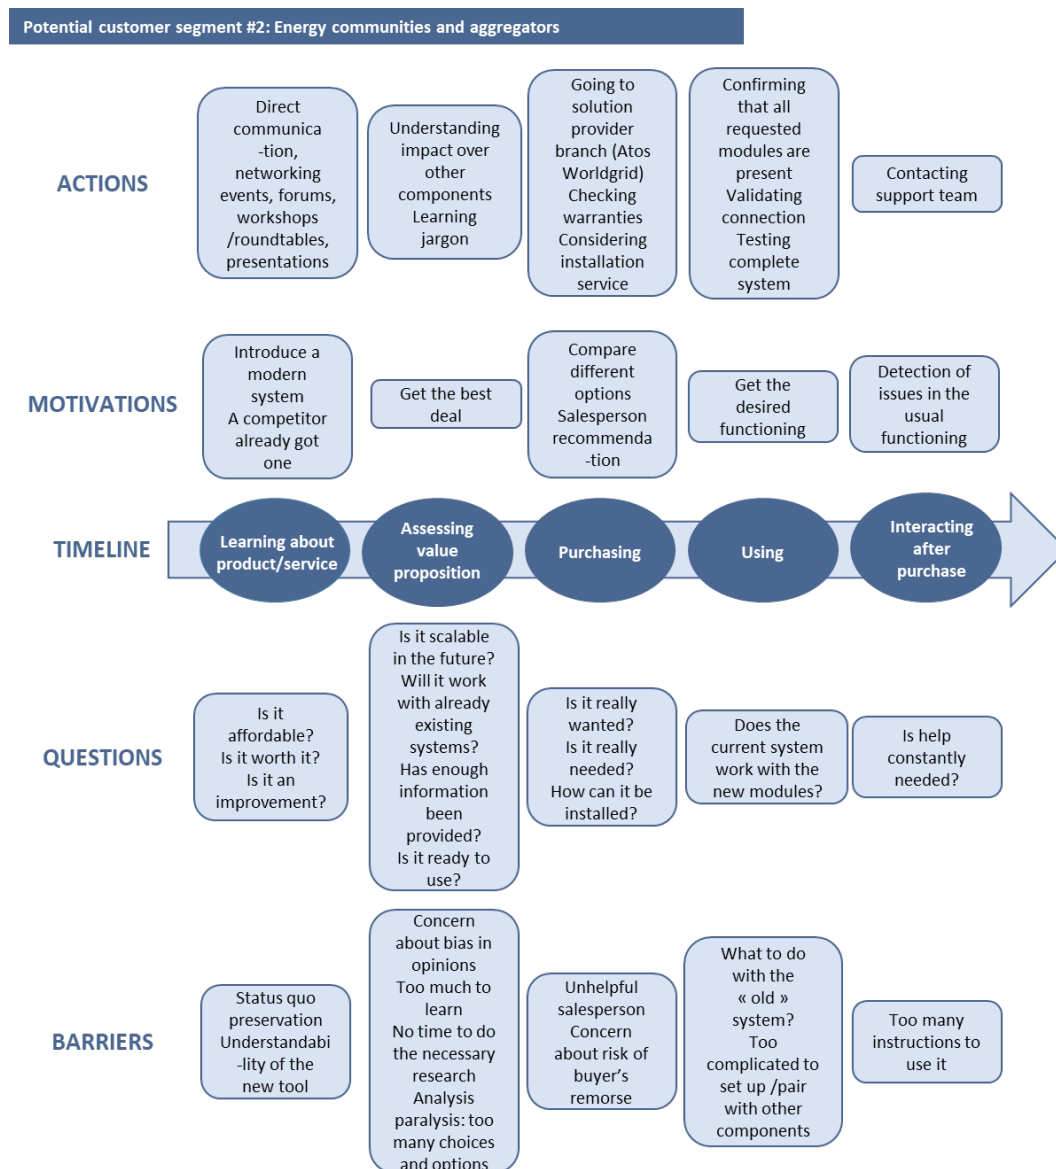 Potential customer segment #2: Energy communities and aggregators
ACTIONS
Direct
communica
-tion,
networking
events, forums,
workshops
/roundtables,
presentations
Understanding
impact over
other
components
Learning
jargon
Going to
solution
provider
branch (Atos
Worldgrid)
Checking
warranties
Considering
installation
service
Confirming
that all
requested
modules are
present
Validating
connection
Testing
complete
system
Contacting
support team
MOTIVATIONS
Introduce a
modern
system
A competitor
already got
one
Get the best
deal
Compare
different
options
Salesperson
recommenda
-tion
Get the
desired
functioning
Detection of
issues in the
usual
functioning
TIMELINE
Learning about
product/service
Assessing
value
proposition
Purchasing
Using
Interacting
after
purchase
QUESTIONS
Is it
affordable?
Is it worth it?
Is it an
improvement?
Is it scalable
in the future?
Will it work
with already
existing
systems?
Has enough
information
been
provided?
Is it ready to
use?
Is it really
wanted?
Is it really
needed?
How can it be
installed?
Does the
current system
work with the
new modules?
Is help
constantly
needed?
BARRIERS
Status quo
preservation
Understandabi
-lity of the
new tool
Concern
about bias in
opinions
Too much to
learn
No time to do
the necessary
research
Analysis
paralysis: too
many choices
and options
Unhelpful
salesperson
Concern
about risk of
buyer's
remorse
What to do
with the
« old »
system?
Too
complicated to
set up /pair
with other
components
Too many
instructions to
use it